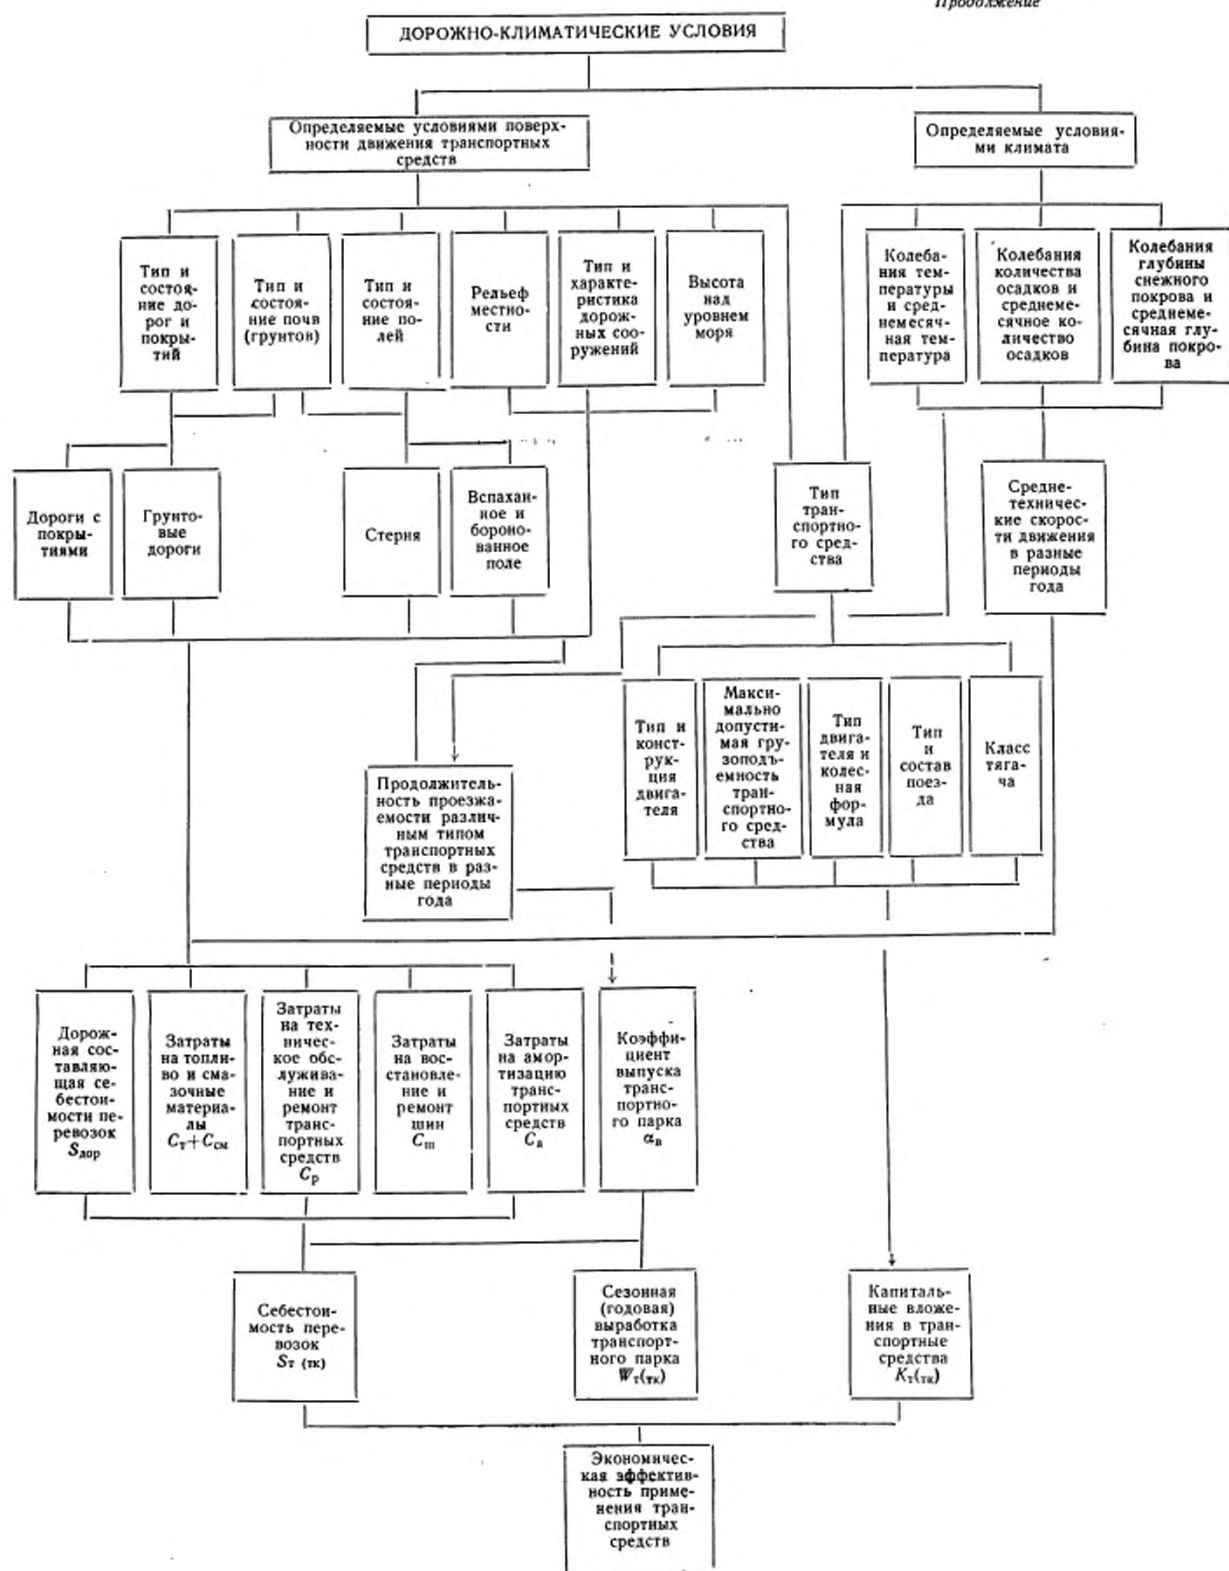 Продолжение
ДОРОЖНО-КЛИМАТИЧЕСКИЕ УСЛОВИЯ
Определяемые условиями поверх-
ности движения транспортных
средств
Определяемые условия-
ми климата
Тип и
состоя-
ние до-
рог и
покры-
тий
Тип и
состоя-
ние почв
(грунтов)
Тип и
состоя-
ние по-
лей
Рельеф
местно-
сти
Тип и
характе-
ристика
дорож-
ных соо-
ружений
Высота
над
уровнем
моря
Колеба-
ния тем-
пературы
и сред-
немесяч-
ная тем-
пература
Колебания
количества
осадков и
среднеме-
сячное ко-
личество
осадков
Колебания
глубины
снежного
покрова и
среднеме-
сячная глу-
бина покро-
ва
Дороги с
покры-
тиями
Грунто-
вые
дороги
Стерня
Вспахан-
ное и
бороно-
ванное
поле
Тип
тран-
спортно-
го сред-
ства
Средне-
техничес-
кие скорос-
ти движения
в разные
периоды
года
Продолжитель-
ность проезжа-
емости различ-
ным типом
транспортных
средств в раз-
ные периоды
года
Тип и
конст-
рук-
ция
двига-
теля
Макси-
мально
допусти-
мая гру-
зоподъ-
емность
тран-
спортно-
го сред-
ства
Тип
двига-
теля и
колес-
ная
фор-
мула
Тип
и
состав
поез-
да
Класс
тяга-
ча
Дорож-
ная сос-
тавляю-
щая се-
бестои-
мости пе-
ревозок
Sдор
Затраты
на топли-
во и сма-
зочные
материа-
лы
Cт+Cсм
Затраты
на тех-
ничес-
кое обс-
лужива-
ние и
ремонт
транс-
портных
средств
Cр
Затраты
на вос-
становле-
ние и
ремонт
шин
Cш
Затраты
на амор-
тизацию
транс-
портных
средств
Cв
Коэффи-
циент
выпуска
транс-
портно-
го парка
αв
Себестои-
мость пере-
возок
Sт (тк)
Сезонная
(годовая)
выработка
транспорт-
ного парка
Wт(тк)
Капиталь-
ные вложе-
ния в тран-
спортные
средства
Kт(тк)
Экономичес-
кая эффектив-
ность приме-
нения тран-
спортных
средств